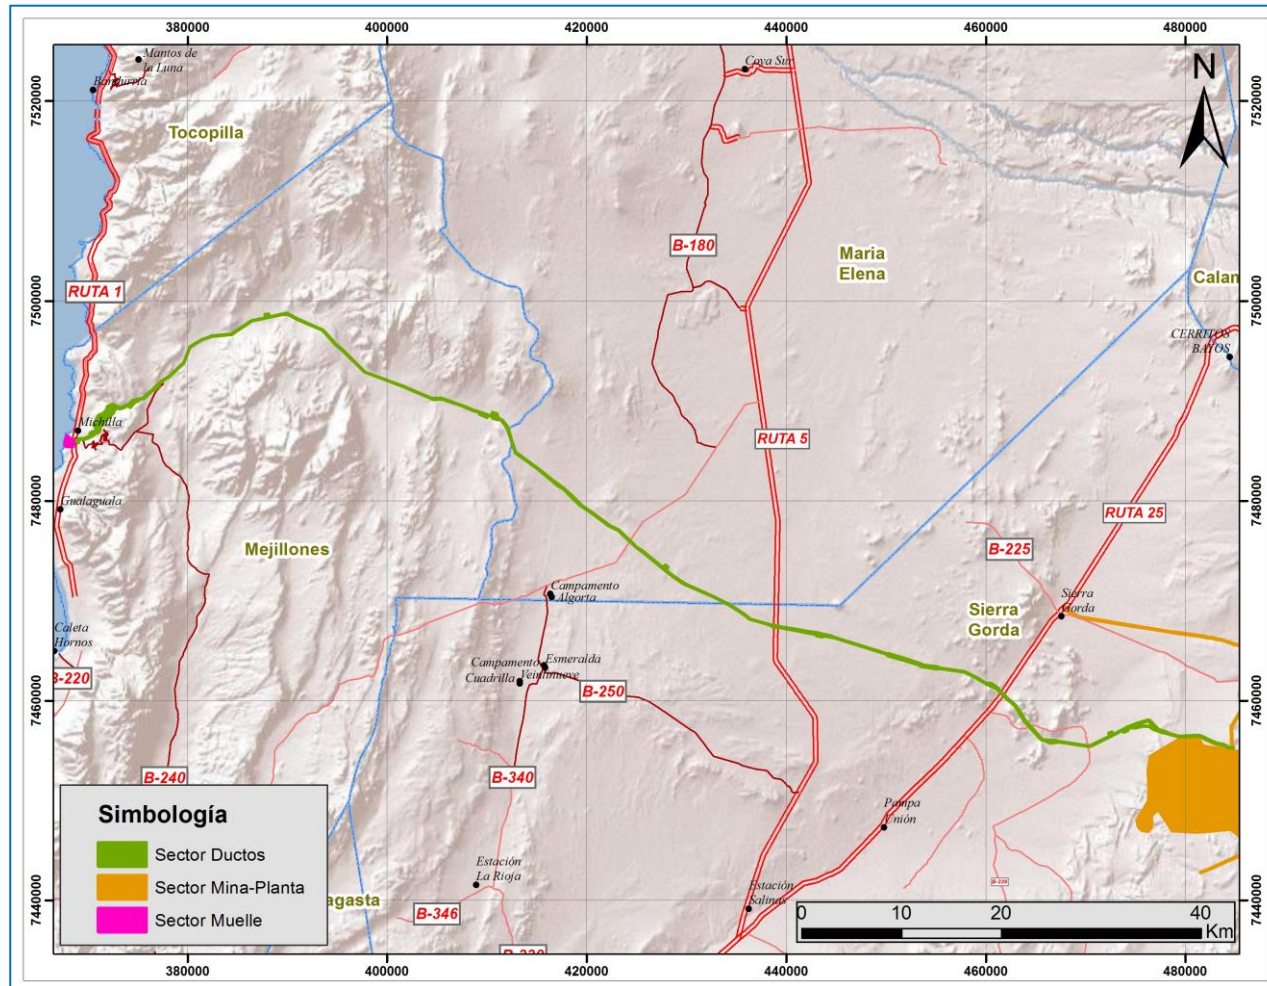 380000 400000 420000 440000 460000 480000
7520000
7520000
Mantos de
la Luna
Coya Sur
N
Tocopilla
B-180
Maria
Elena
RUTA 1
7500000
7500000
CERRITOS
BAYOS
Michilla
RUTA 5
Gualaguala
7480000
7480000
RUTA 25
Mejillones
B-225
Campamento
Algorta
Sierra
Gorda
Sierra
Gorda
Caleta
Hornos
Esmeralda
Campamento
Cuadrilla Veintinueve
B-250
7460000
7460000
B-240
B-340
Pampa
Unión
Simbología
Sector Ductos
Sector Mina-Planta
Sector Muelle
Estación
La Rioja
Estación
Salinas
B-346
7440000
7440000
0 10 20 40
Km
380000 400000 420000 440000 460000 480000